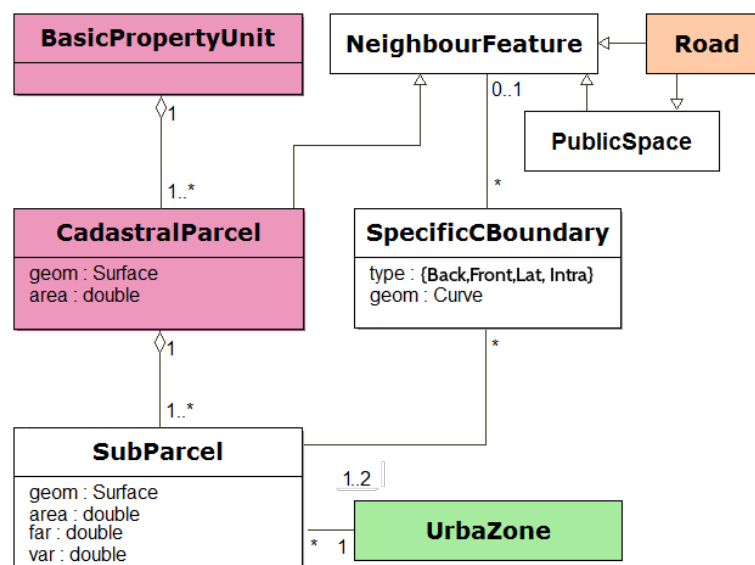 BasicPropertyUnit
NeighbourFeature
Road
1
0..1
PublicSpace
1..*
*
CadastralParcel
geom : Surface
area : double
SpecificCBoundary
type : {Back,Front,Lat, Intra}
geom : Curve
1
*
1..*
SubParcel
geom : Surface
area : double
far : double
var : double
1..2
* 1
UrbaZone